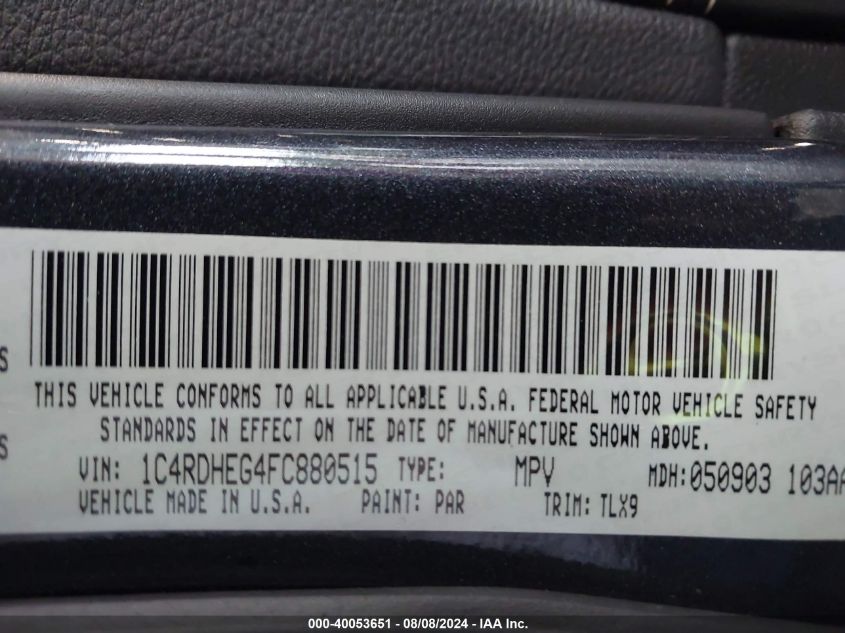 S
THIS VEHICLE CONFORMS TO ALL APPLICABLE U.S.A. FEDERAL MOTOR VEHICLE SAFETY
STANDARDS IN EFFECT ON THE DATE OF MANUFACTURE SHOWN ABOVE.
S
VIN: 1C4RDHEG4FC880515 TYPE: MPV MDH:050903 103AA
VEHICLE MADE IN U.S.A. PAINT: PAR TRIM: TLX9
000-40053651 - 08/08/2024 - IAA Inc.